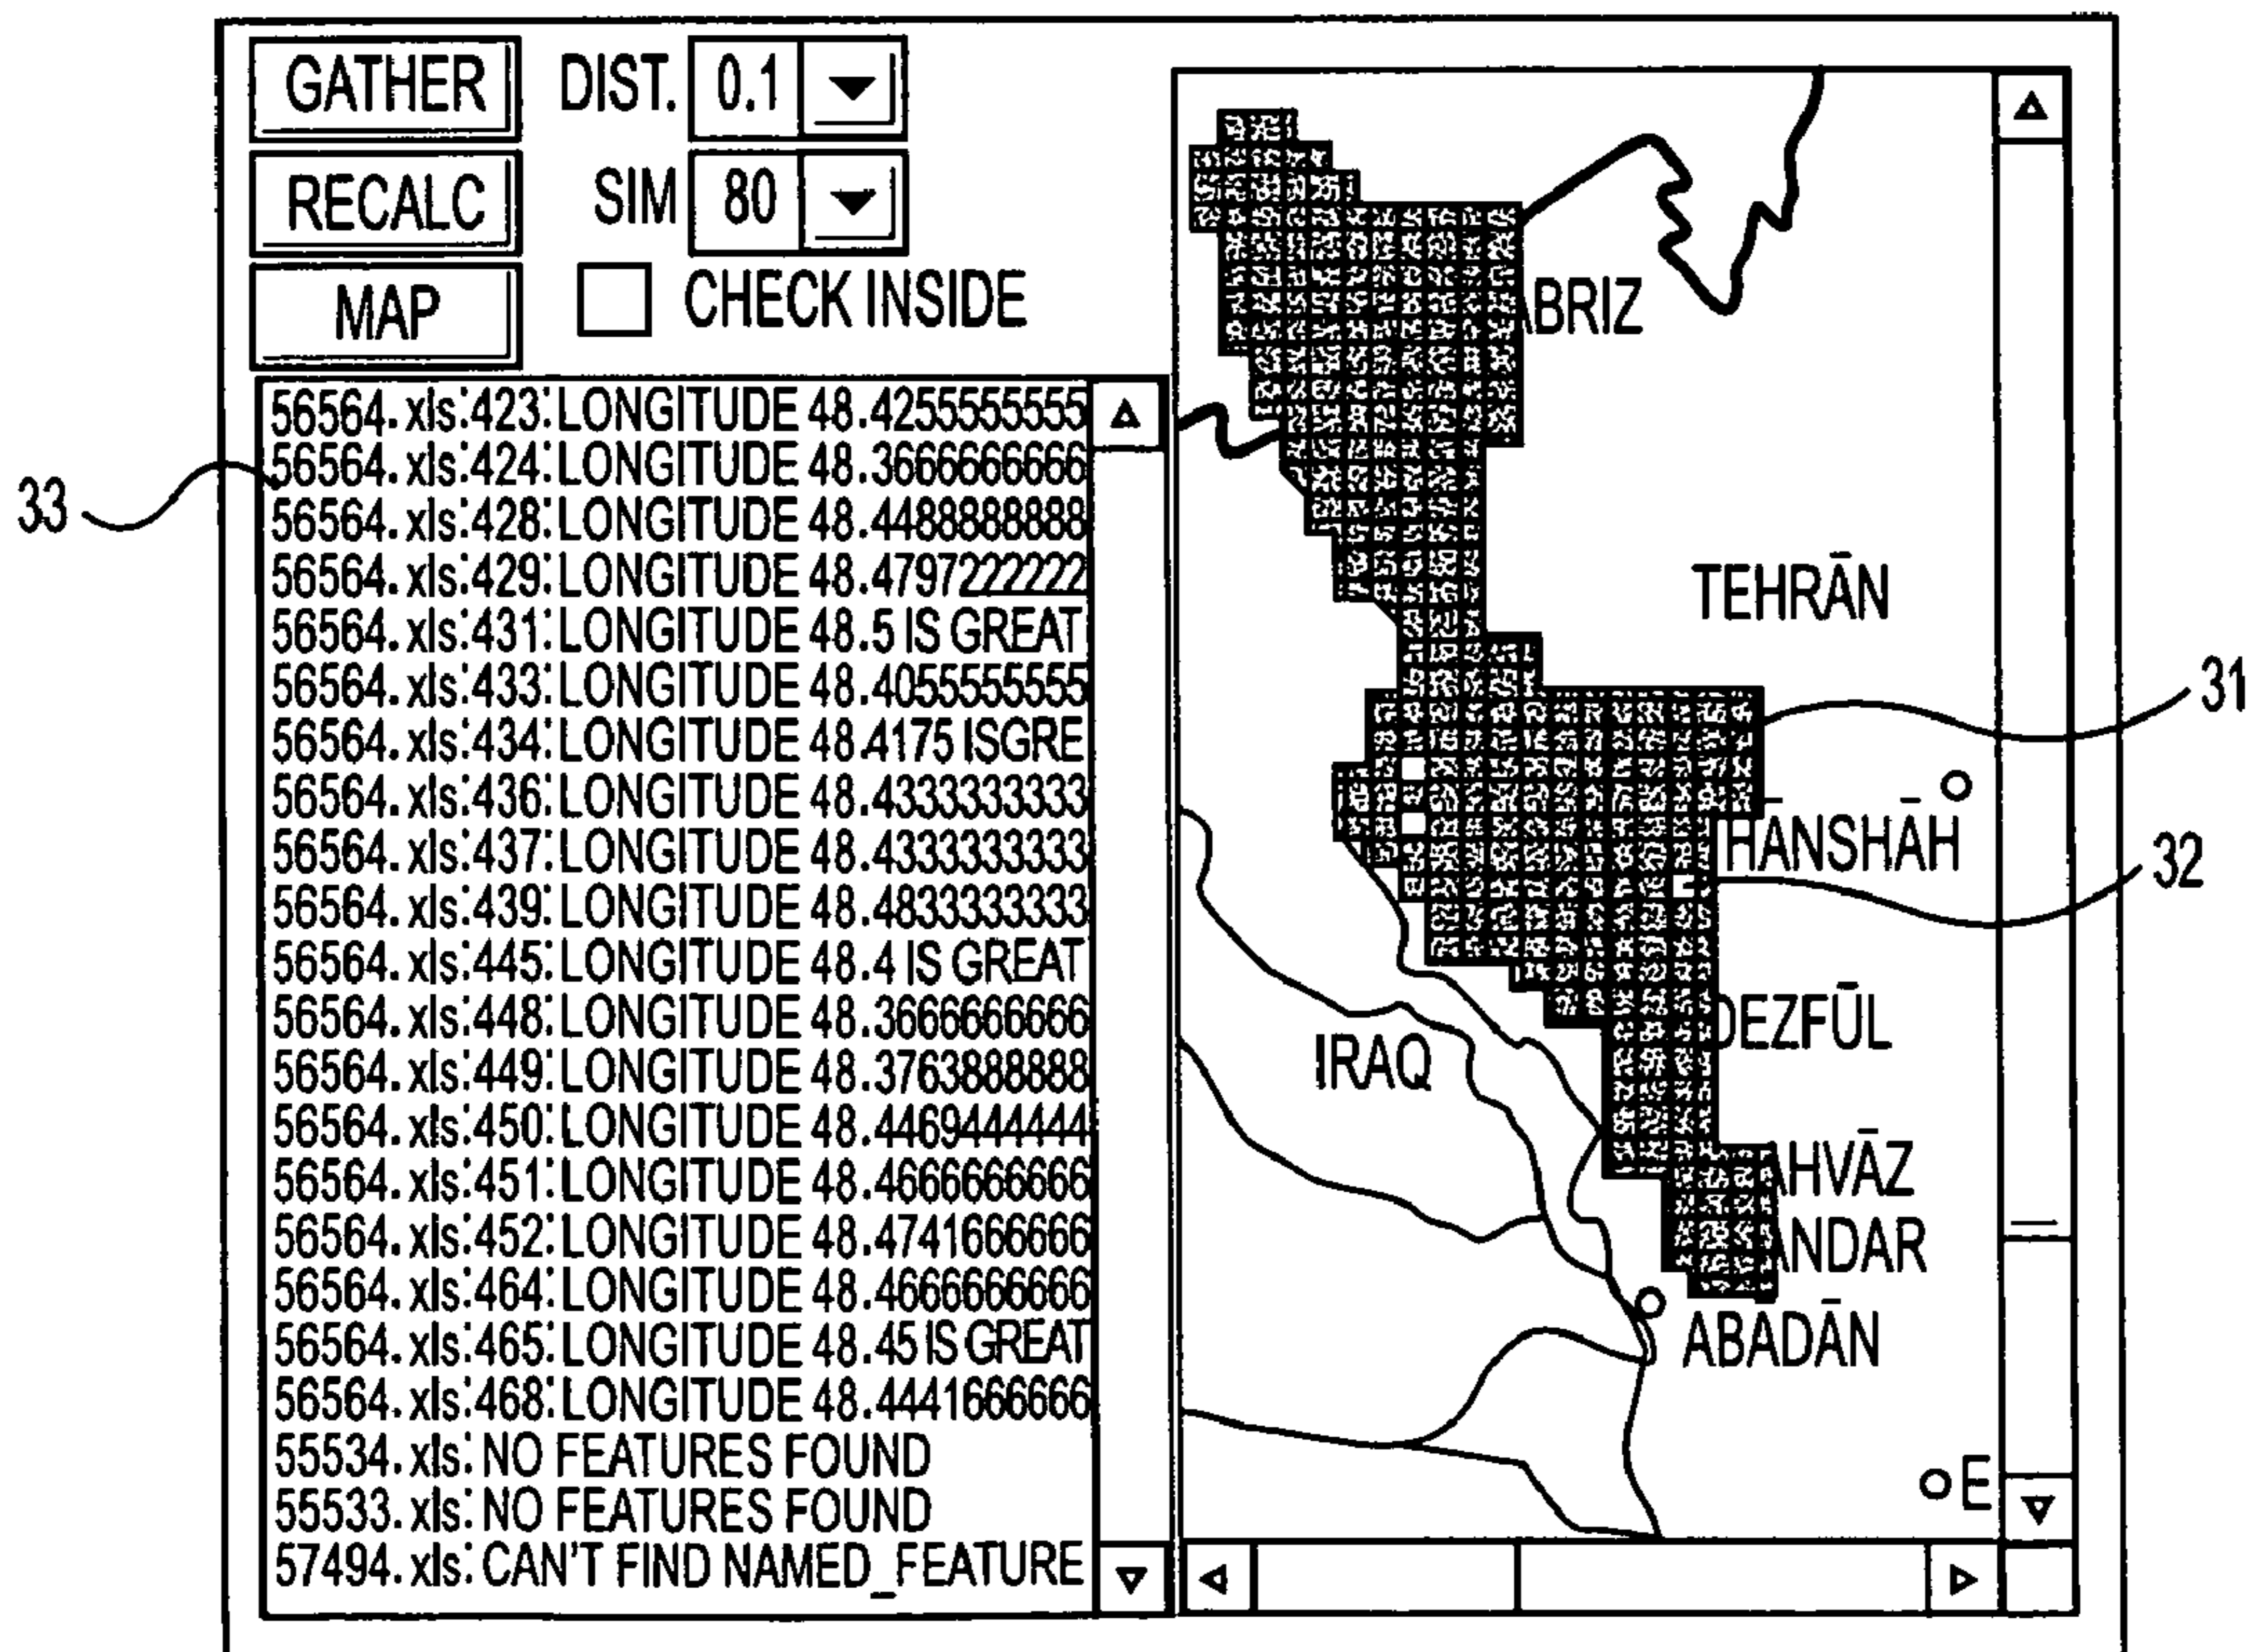 GATHER DIST. 0.1
RECALC SIM 80
MAP CHECK INSIDE
56564.xls:423:LONGITUDE 48.4255555555
56564.xls:424:LONGITUDE 48.3666666666
56564.xls:428:LONGITUDE 48.4488888888
56564.xls:429:LONGITUDE 48.4797222222
56564.xls:431:LONGITUDE 48.5 IS GREAT
56564.xls:433:LONGITUDE 48.4055555555
56564.xls:434:LONGITUDE 48.4175 ISGRE
56564.xls:436:LONGITUDE 48.4333333333
56564.xls:437:LONGITUDE 48.4333333333
56564.xls:439:LONGITUDE 48.4833333333
56564.xls:445:LONGITUDE 48.4 IS GREAT
56564.xls:448:LONGITUDE 48.3666666666
56564.xls:449:LONGITUDE 48.3763888888
56564.xls:450:LONGITUDE 48.4469444444
56564.xls:451:LONGITUDE 48.4666666666
56564.xls:452:LONGITUDE 48.4741666666
56564.xls:464:LONGITUDE 48.4666666666
56564.xls:465:LONGITUDE 48.45 IS GREAT
56564.xls:468:LONGITUDE 48.4441666666
55534.xls: NO FEATURES FOUND
55533.xls: NO FEATURES FOUND
57494.xls: CAN'T FIND NAMED_FEATURE
33
ABRIZ
TEHRĀN
31
HĀNSHĀH
32
DEZFŪL
IRAQ
AHVĀZ
ANDAR
ABADĀN
E